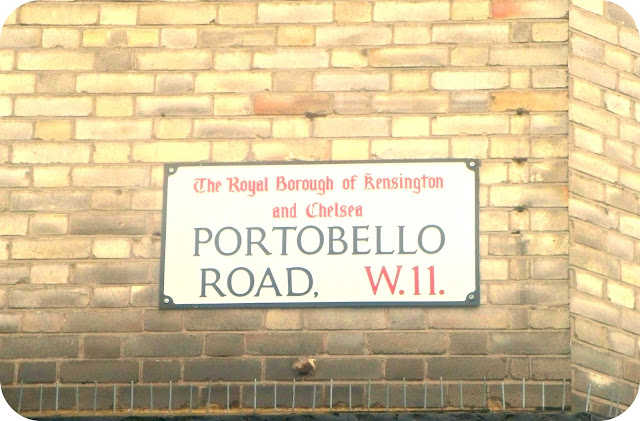 The Royal Borough of Kensington
and Chelsea
PORTOBELLO
ROAD, W.11.